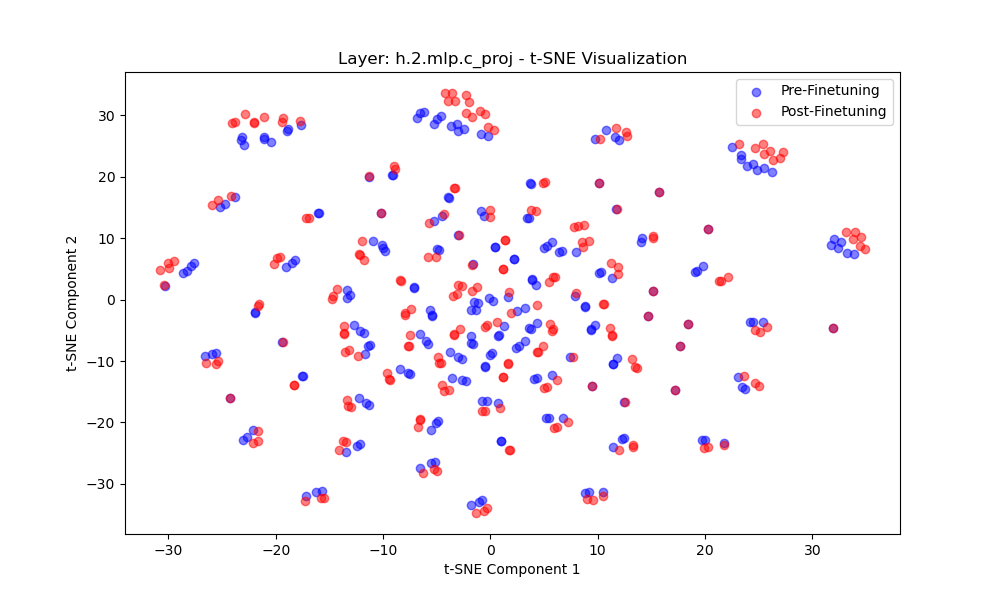 Layer: h.2.mlp.c_proj - t-SNE Visualization
Pre-Finetuning
Post-Finetuning
30
20
10
0
−10
−20
−30
t-SNE Component 2
−30
−20
−10
0
10
20
30
t-SNE Component 1